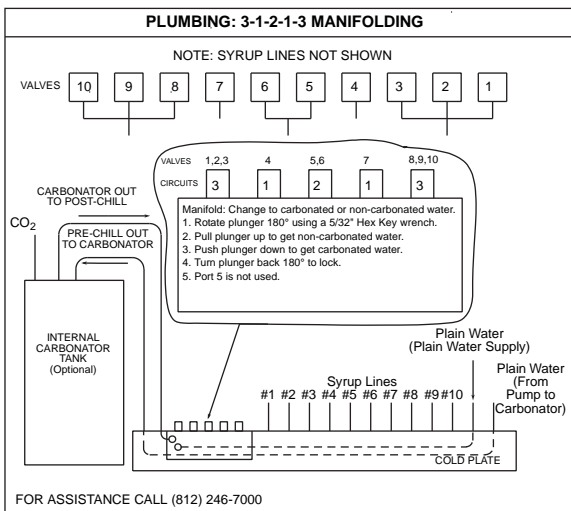 PLUMBING: 3-1-2-1-3 MANIFOLDING
NOTE: SYRUP LINES NOT SHOWN
VALVES 10 9 8 7 6 5 4 3 2 1
VALVES 1,2,3 4 5,6 7 8,9,10
CIRCUITS 3 1 2 1 3
Manifold: Change to carbonated or non-carbonated water.
1. Rotate plunger 180° using a 5/32" Hex Key wrench.
2. Pull plunger up to get non-carbonated water.
3. Push plunger down to get carbonated water.
4. Turn plunger back 180° to lock.
5. Port 5 is not used.
CARBONATOR OUT
TO POST-CHILL
CO2
PRE-CHILL OUT
TO CARBONATOR
INTERNAL
CARBONATOR
TANK
(Optional)
Plain Water
(Plain Water Supply)
Plain Water
(From
Pump to
Carbonator)
Syrup Lines
#1 #2 #3 #4 #5 #6 #7 #8 #9 #10
COLD PLATE
FOR ASSISTANCE CALL (812) 246-7000